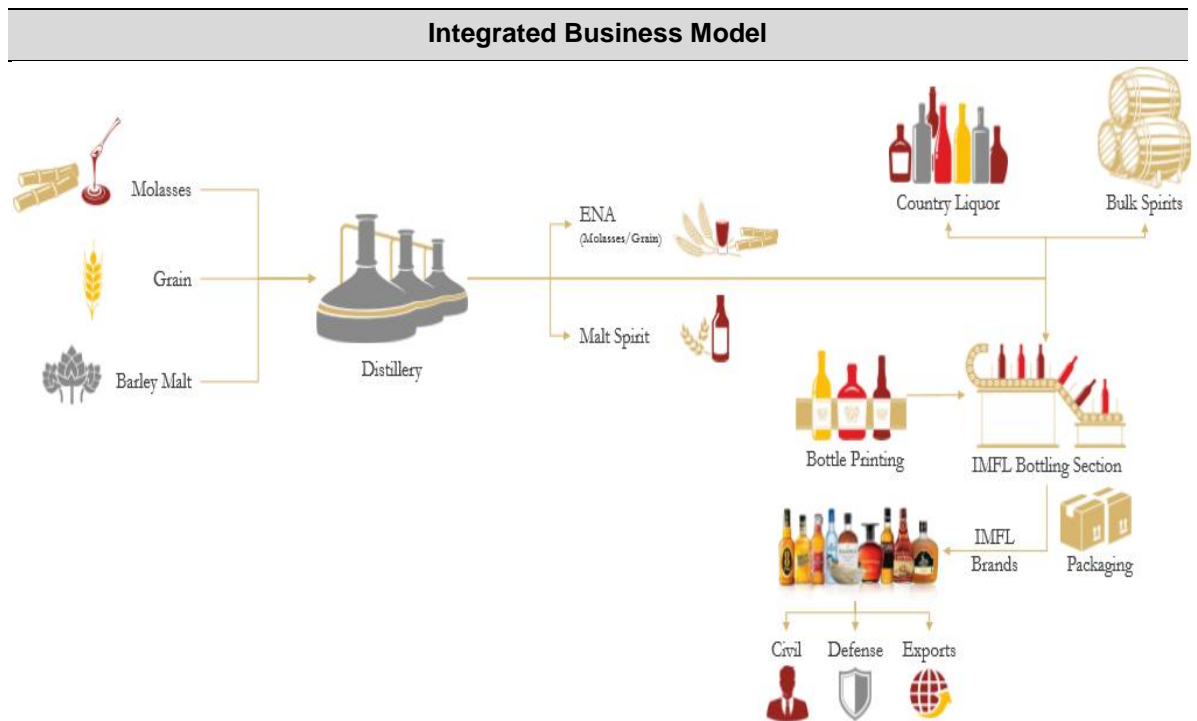 Integrated Business Model
Molasses
Grain
Barley Malt
Distillery
ENA
(Molasses/Grain)
Malt Spirit
Country Liquor
Bulk Spirits
Bottle Printing
IMFL Bottling Section
IMFL
Brands
Packaging
Civil
Defense
Exports